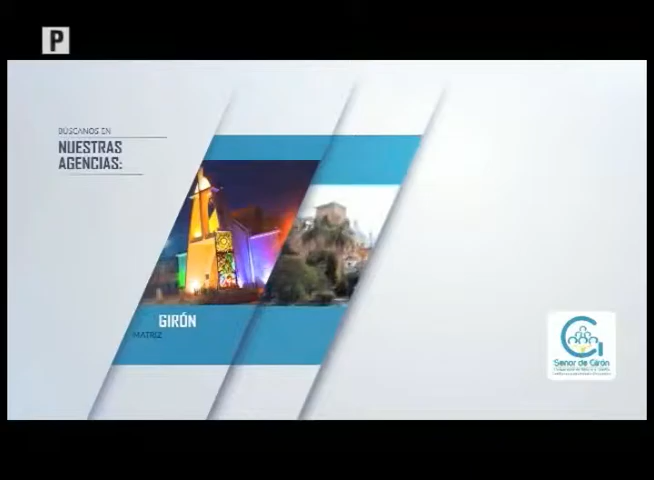 P
BÚSCANOS EN
NUESTRAS
AGENCIAS:
GIRÓN
MATRIZ
Señor de Girón